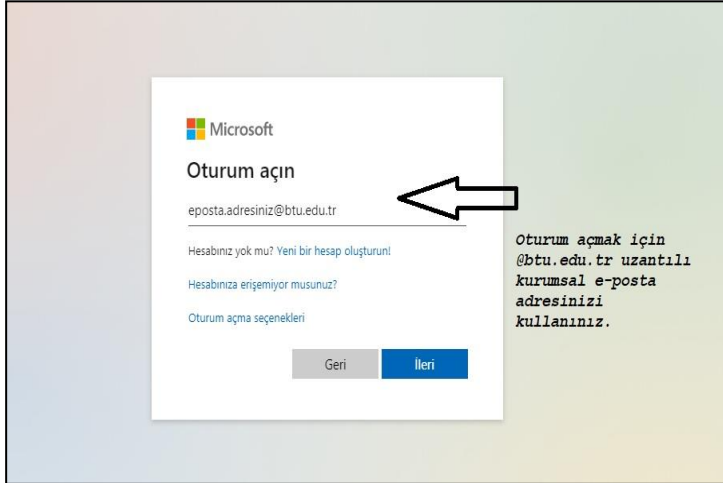 Microsoft
Oturum açın
eposta.adresiniz@btu.edu.tr
Hesabınız yok mu? Yeni bir hesap oluşturun!
Hesabınıza erişemiyor musunuz?
Oturum açma seçenekleri
Geri
İleri
Oturum açmak için
@btu.edu.tr uzantılı
kurumsal e-posta
adresinizi
kullanınız.